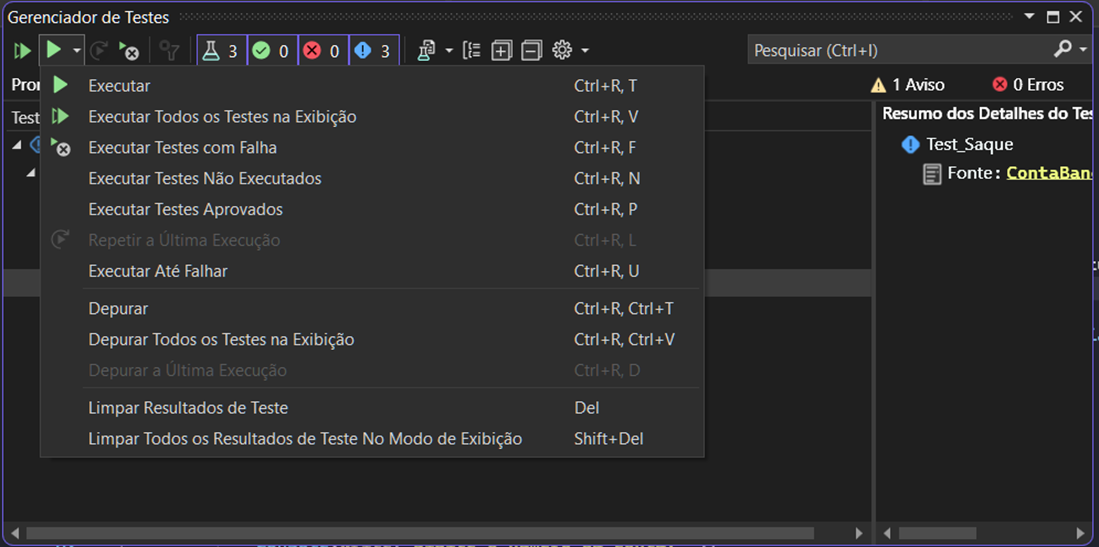 Gerenciador de Testes
3 0 0 3 Pesquisar (Ctrl+I)
1 Aviso 0 Erros
Executar Ctrl+R, T
Executar Todos os Testes na Exibição Ctrl+R, V
Executar Testes com Falha Ctrl+R, F
Executar Testes Não Executados Ctrl+R, N
Executar Testes Aprovados Ctrl+R, P
Repetir a Última Execução Ctrl+R, L
Executar Até Falhar Ctrl+R, U
Depurar Ctrl+R, Ctrl+T
Depurar Todos os Testes na Exibição Ctrl+R, Ctrl+V
Depurar a Última Execução Ctrl+R, D
Limpar Resultados de Teste Del
Limpar Todos os Resultados de Teste No Modo de Exibição Shift+Del
Resumo dos Detalhes do Tes
Test_Saque
Fonte: ContaBanc